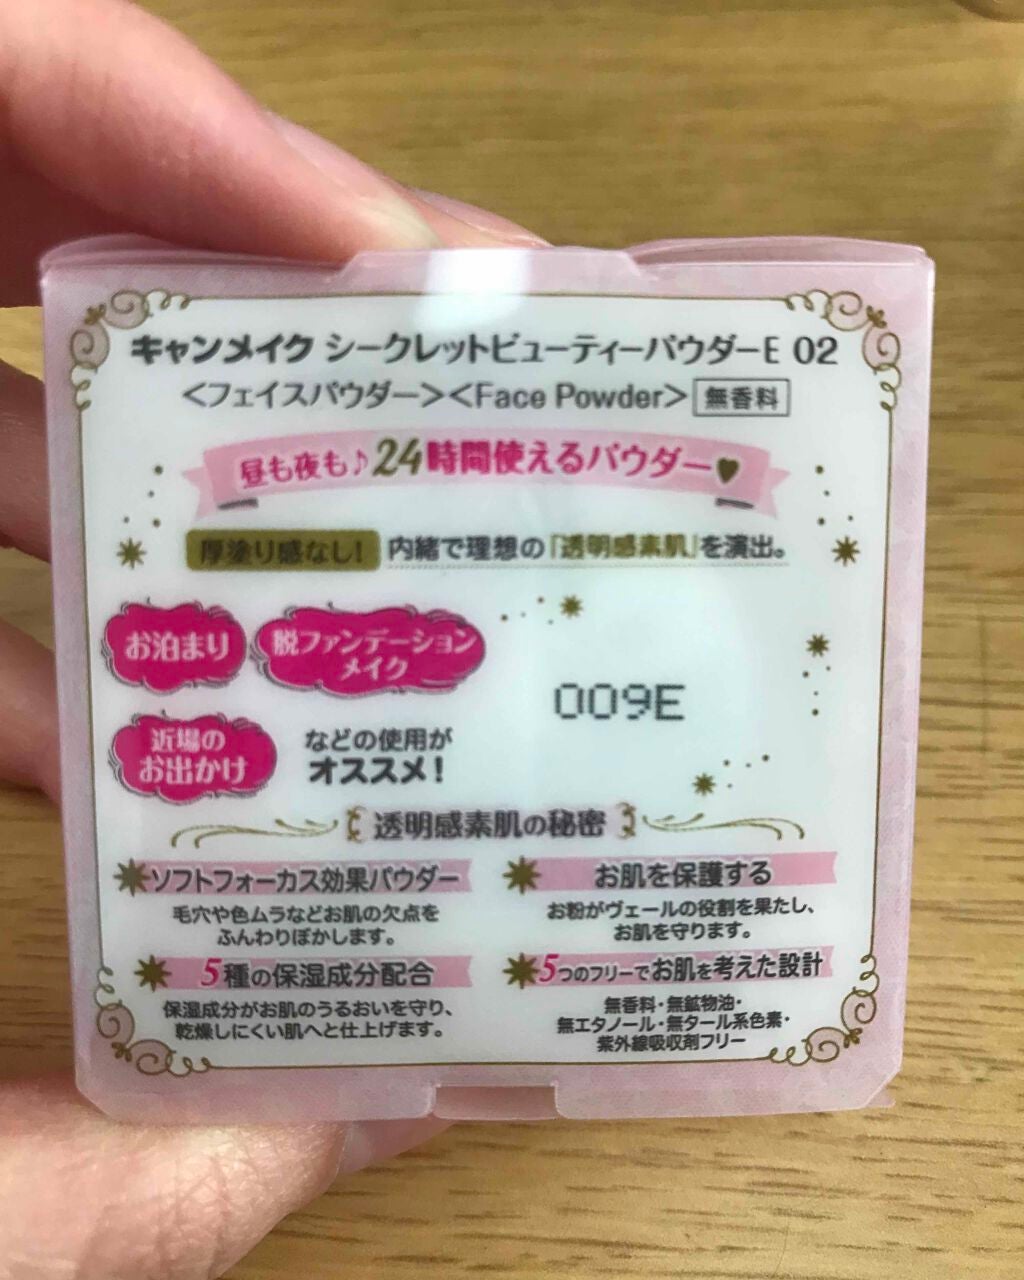 キャンメイク シークレットビューティーパウダーE 02
<フェイスパウダー><Face Powder> 無香料
昼も夜も♪24時間使えるパウダー♥
厚塗り感なし! 内緒で理想の「透明感素肌」を演出。
お泊まり
脱ファンデーション
メイク
近場の
お出かけ
などの使用が
オススメ!
009E
透明感素肌の秘密
ソフトフォーカス効果パウダー
毛穴や色ムラなどお肌の欠点を
ふんわりぼかします。
お肌を保護する
お粉がヴェールの役割を果たし、
お肌を守ります。
5種の保湿成分配合
保湿成分がお肌のうるおいを守り、
乾燥しにくい肌へと仕上げます。
5つのフリーでお肌を考えた設計
無香料・無鉱物油・
無エタノール・無タール系色素・
紫外線吸収剤フリー